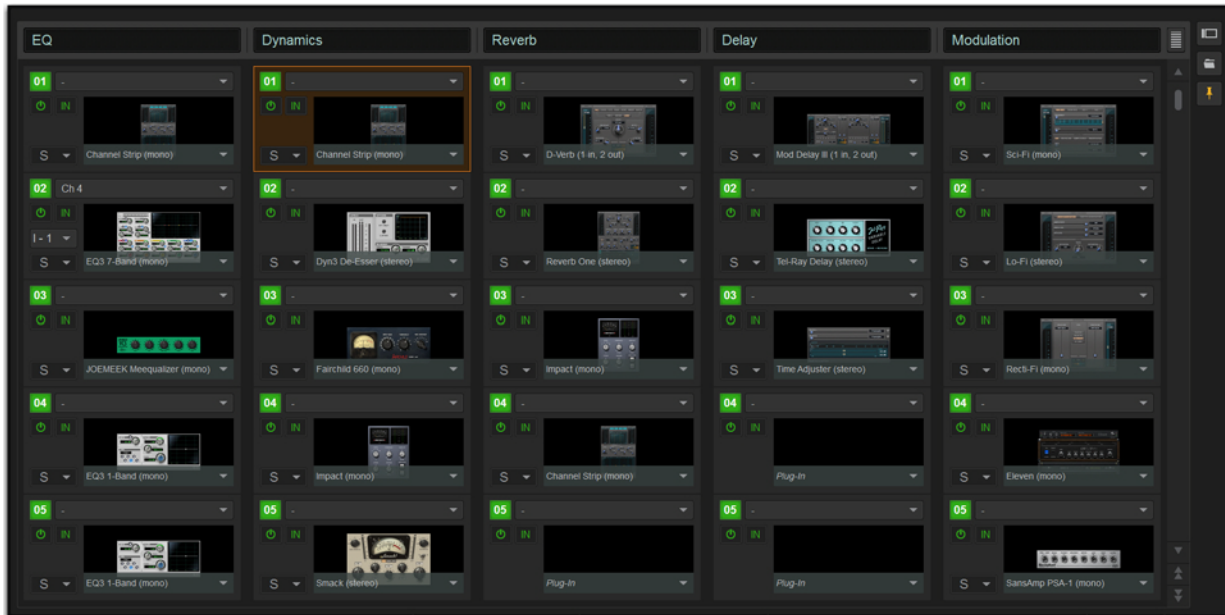 EQ Dynamics Reverb Delay Modulation
01 - 01 - 01 - 01 - 01 -
IN IN IN IN IN
S Channel Strip (mono) S Channel Strip (mono) S D-Verb (1 in, 2 out) S Mod Delay III (1 in, 2 out) S Sci-Fi (mono)
02 Ch 4 02 - 02 - 02 - 02 -
IN IN IN IN IN
I - 1
S EQ3 7-Band (mono) S Dyn3 De-Esser (stereo) S Reverb One (stereo) S Tel-Ray Delay (stereo) S Lo-Fi (stereo)
03 - 03 - 03 - 03 - 03 -
IN IN IN IN IN
S JOEMEEK Meequalizer (mono) S Fairchild 660 (mono) S Impact (mono) S Time Adjuster (stereo) S Recti-Fi (mono)
04 - 04 - 04 - 04 - 04 -
IN IN IN IN IN
S EQ3 1-Band (mono) S Impact (mono) S Channel Strip (mono) S Plug-In S Eleven (mono)
05 - 05 - 05 - 05 - 05 -
IN IN IN IN IN
S EQ3 1-Band (mono) S Smack (stereo) S Plug-In S Plug-In S SansAmp PSA-1 (mono)